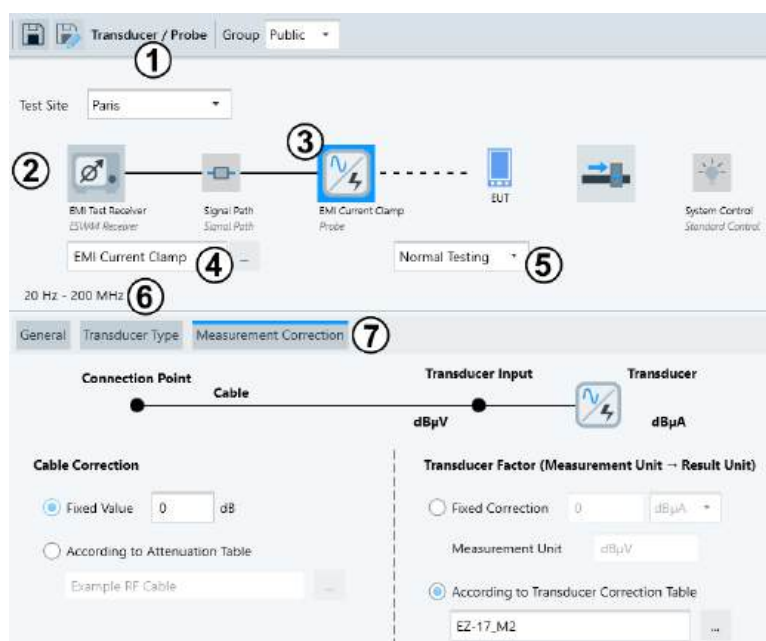 Transducer / Probe Group Public
1
Test Site Paris
2
3
EMI Test Receiver Signal Path EMI Current Clamp EUT System Control
ESW44 Receiver Signal Path Probe Standard Control
EMI Current Clamp ... 4 Normal Testing 5
20 Hz - 200 MHz 6
General Transducer Type Measurement Correction 7
Connection Point Transducer Input Transducer
Cable
dBµV dBµA
Cable Correction Transducer Factor (Measurement Unit → Result Unit)
Fixed Value 0 dB Fixed Correction 0 dBµA
According to Attenuation Table Measurement Unit dBµV
Example RF Cable ... According to Transducer Correction Table
EZ-17_M2 ...